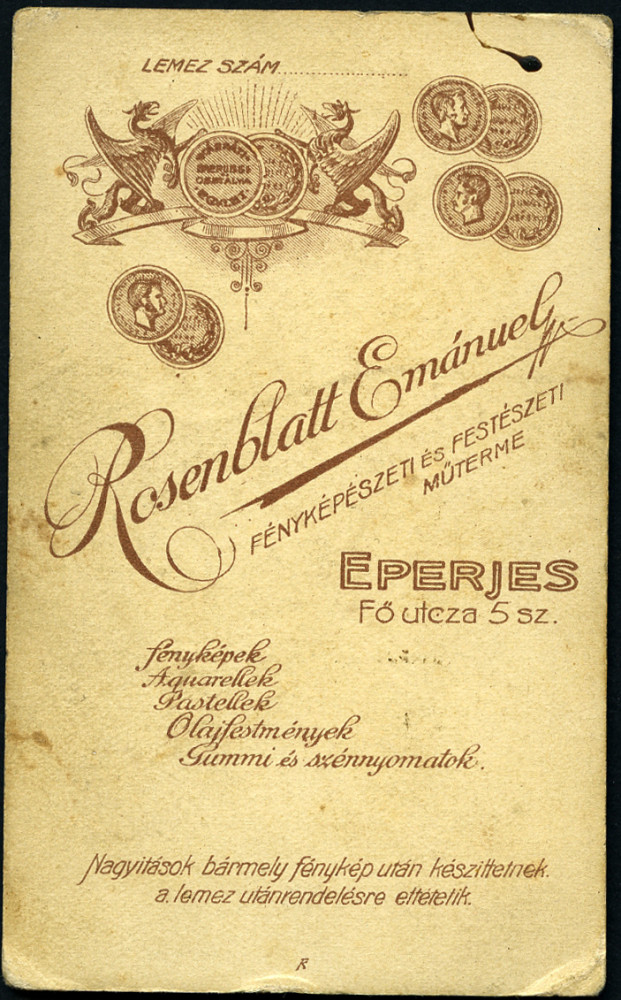 LEMEZ SZÁM
Rosenblatt Emánuel
FÉNYKÉPÉSZETI ÉS FESTÉSZETI
MŰTERME
EPERJES
Fő utcza 5 sz.
Fényképek
Aquarellek
Pastellek
Olajfestmények
Gummi és szénnyomatok.
Nagyitások bármely fénykép után készittetnek.
a lemez utánrendelésre eltétetik.
R